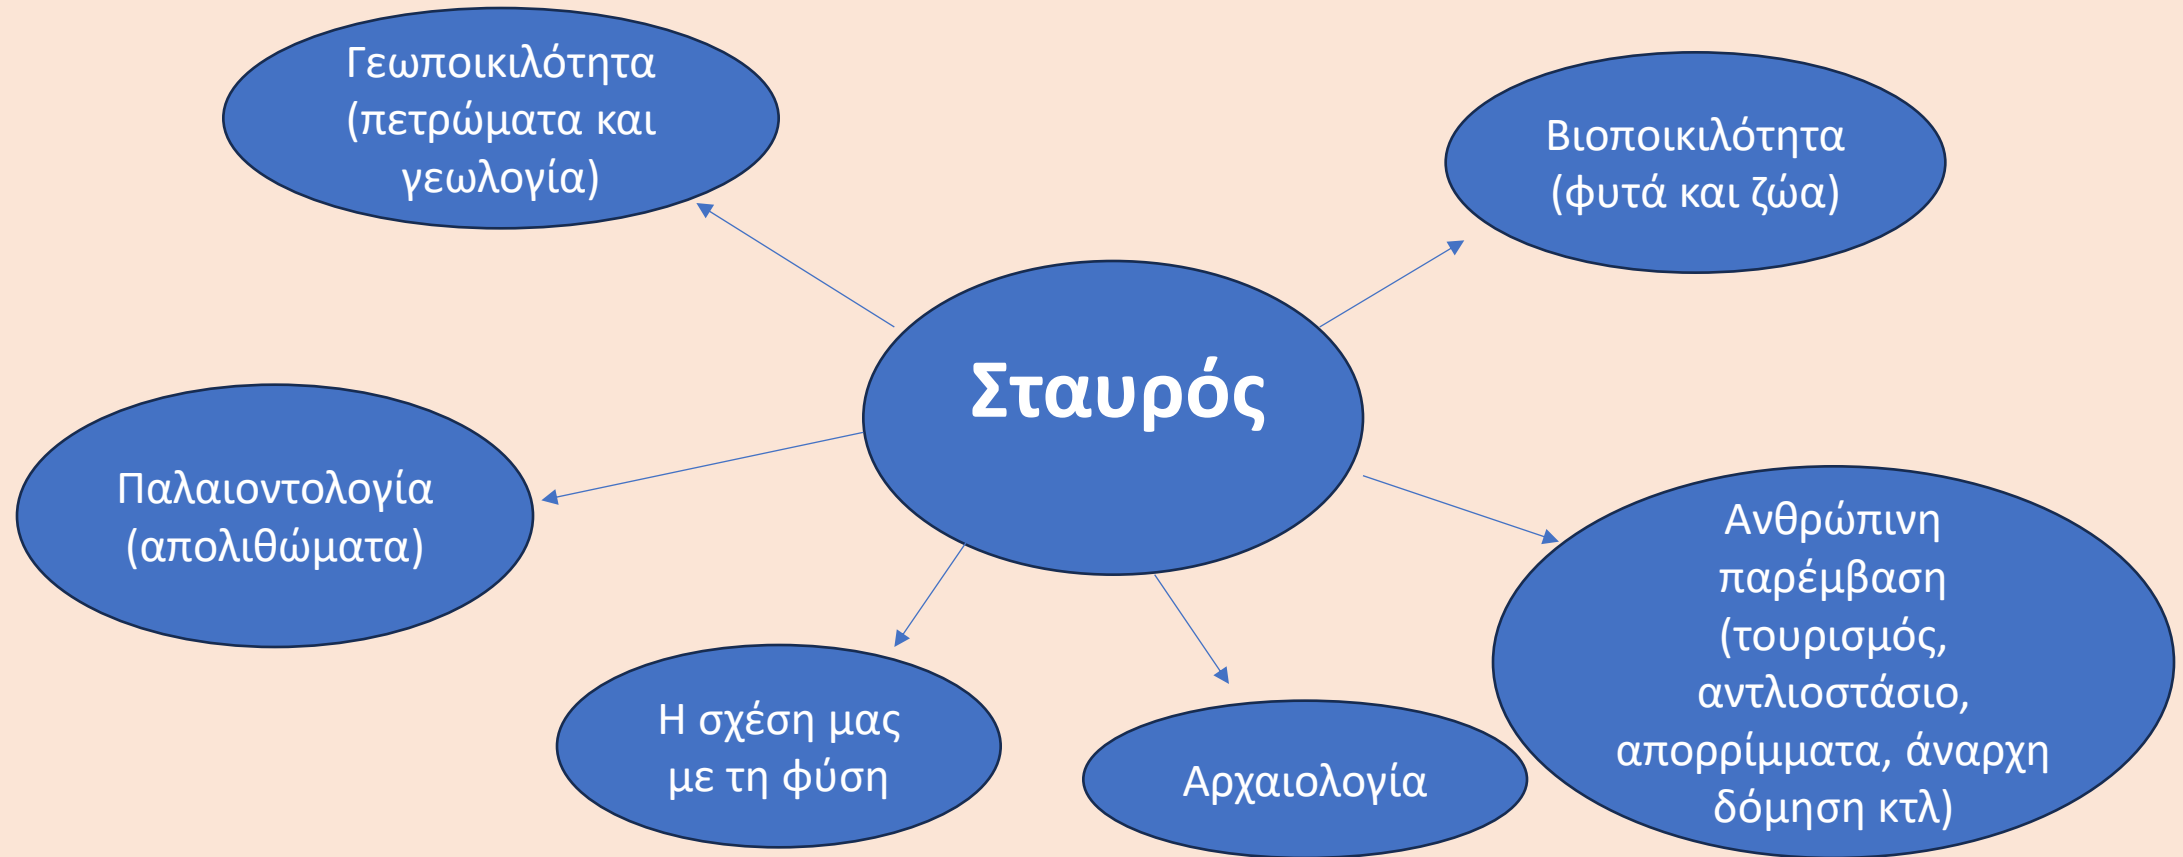 Γεωποικιλότητα
(πετρώματα και
γεωλογία)
Βιοποικιλότητα
(φυτά και ζώα)
Σταυρός
Παλαιοντολογία
(απολιθώματα)
Ανθρώπινη
παρέμβαση
(τουρισμός,
αντλιοστάσιο,
απορρίμματα, άναρχη
δόμηση κτλ)
Η σχέση μας
με τη φύση
Αρχαιολογία